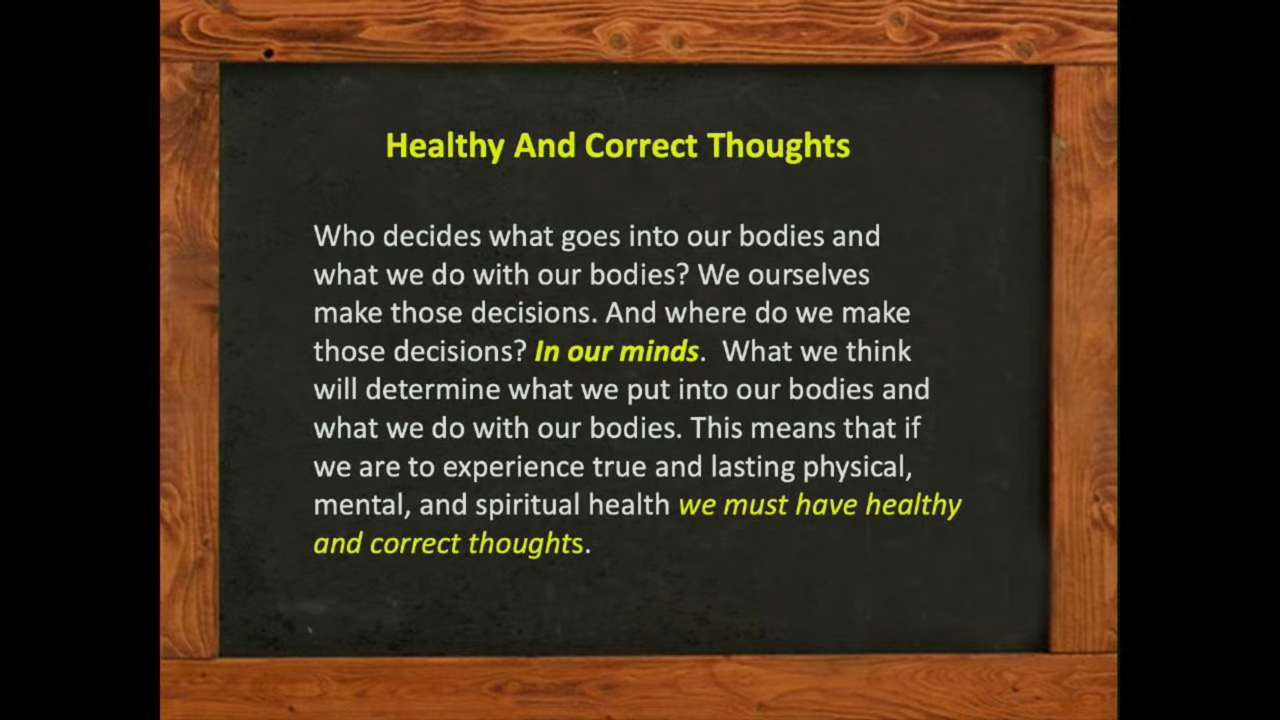 Healthy And Correct Thoughts
Who decides what goes into our bodies and
what we do with our bodies? We ourselves
make those decisions. And where do we make
those decisions? In our minds. What we think
will determine what we put into our bodies and
what we do with our bodies. This means that if
we are to experience true and lasting physical,
mental, and spiritual health we must have healthy
and correct thoughts.